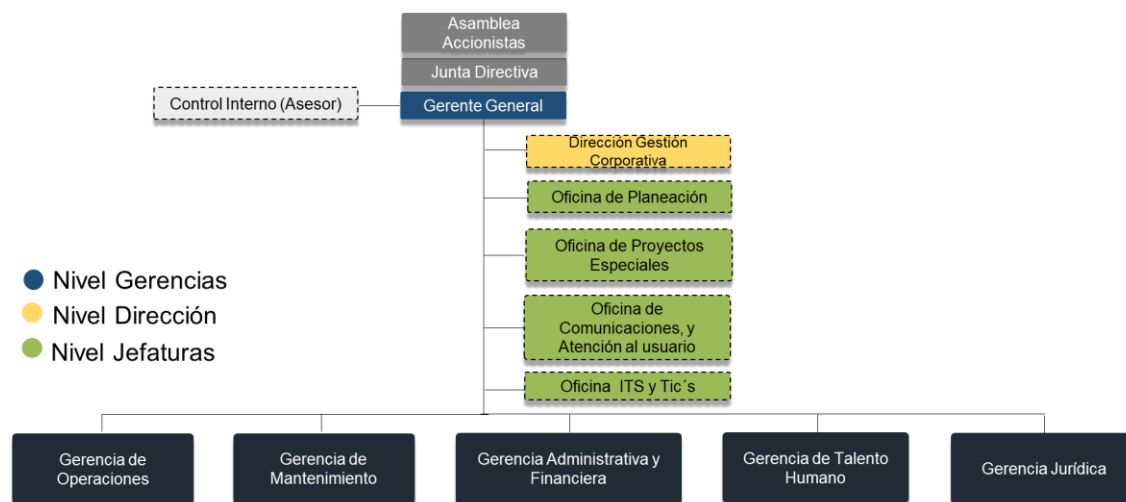 Asamblea
Accionistas
Junta Directiva
Control Interno (Asesor)
Gerente General
Dirección Gestión
Corporativa
Oficina de Planeación
Oficina de Proyectos
Especiales
Oficina de
Comunicaciones, y
Atención al usuario
Oficina ITS y Tic´s
Nivel Gerencias
Nivel Dirección
Nivel Jefaturas
Gerencia de
Operaciones
Gerencia de
Mantenimiento
Gerencia Administrativa y
Financiera
Gerencia de Talento
Humano
Gerencia Jurídica